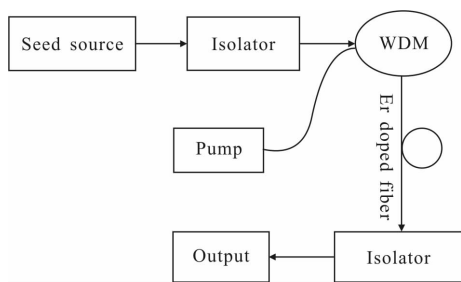 Seed source
Isolator
WDM
Pump
Er doped fiber
Output
Isolator